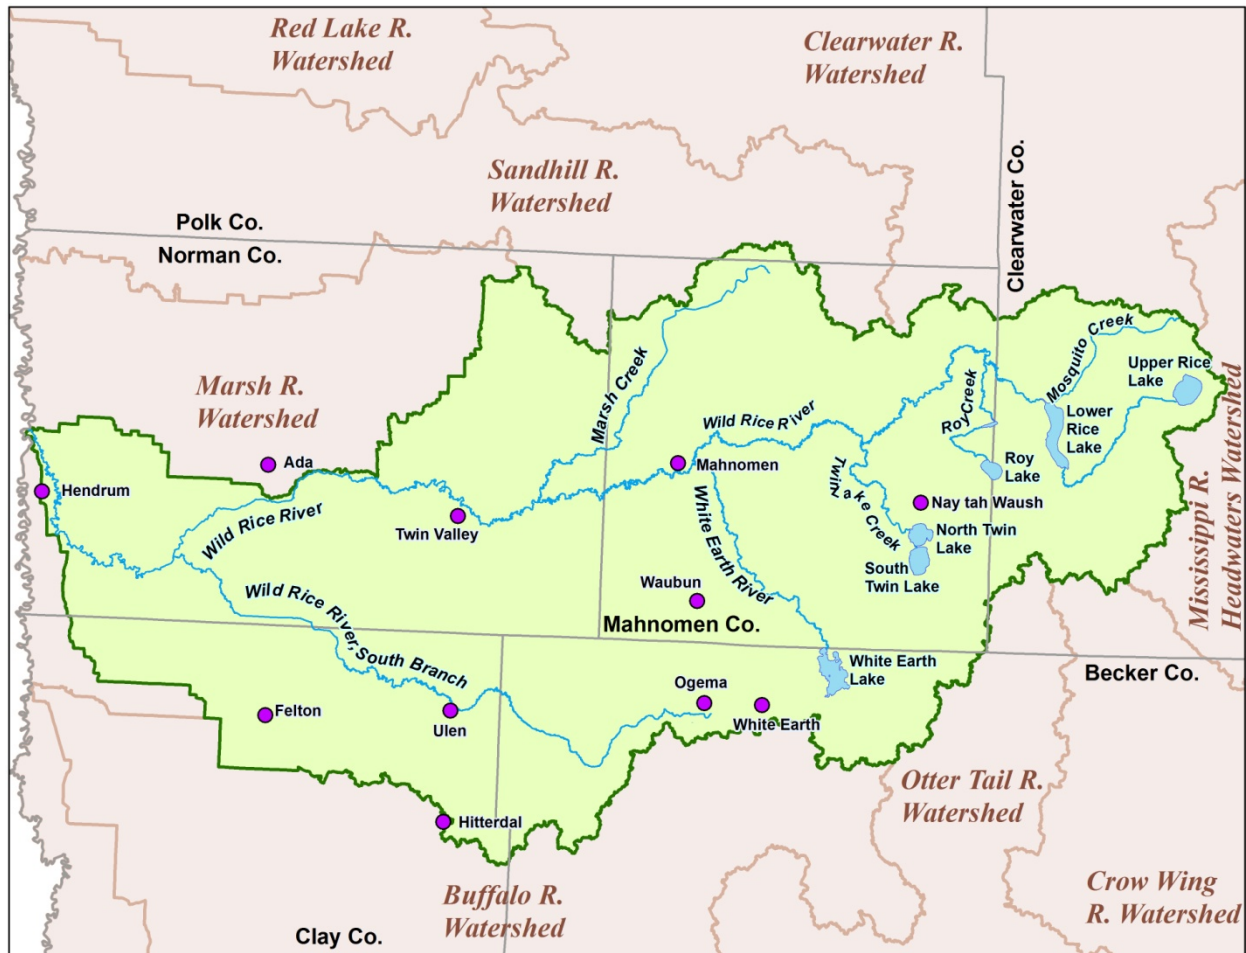 Red Lake R.
Watershed
Clearwater R.
Watershed
Sandhill R.
Watershed
Clearwater Co.
Polk Co.
Norman Co.
Mosquito Creek
Upper Rice
Lake
Marsh Creek
Marsh R.
Watershed
Roy Creek
Lower
Rice
Lake
Wild Rice River
Mississippi R.
Headwaters Watershed
Ada
Mahnomen
Roy
Lake
Hendrum
Twin Lake Creek
Nay tah Waush
Wild Rice River
Twin Valley
White Earth River
North Twin
Lake
South
Twin Lake
Waubun
Wild Rice River, South Branch
Mahnomen Co.
White Earth
Lake
Becker Co.
Ogema
Felton
Ulen
White Earth
Otter Tail R.
Watershed
Hitterdal
Buffalo R.
Watershed
Crow Wing
R. Watershed
Clay Co.